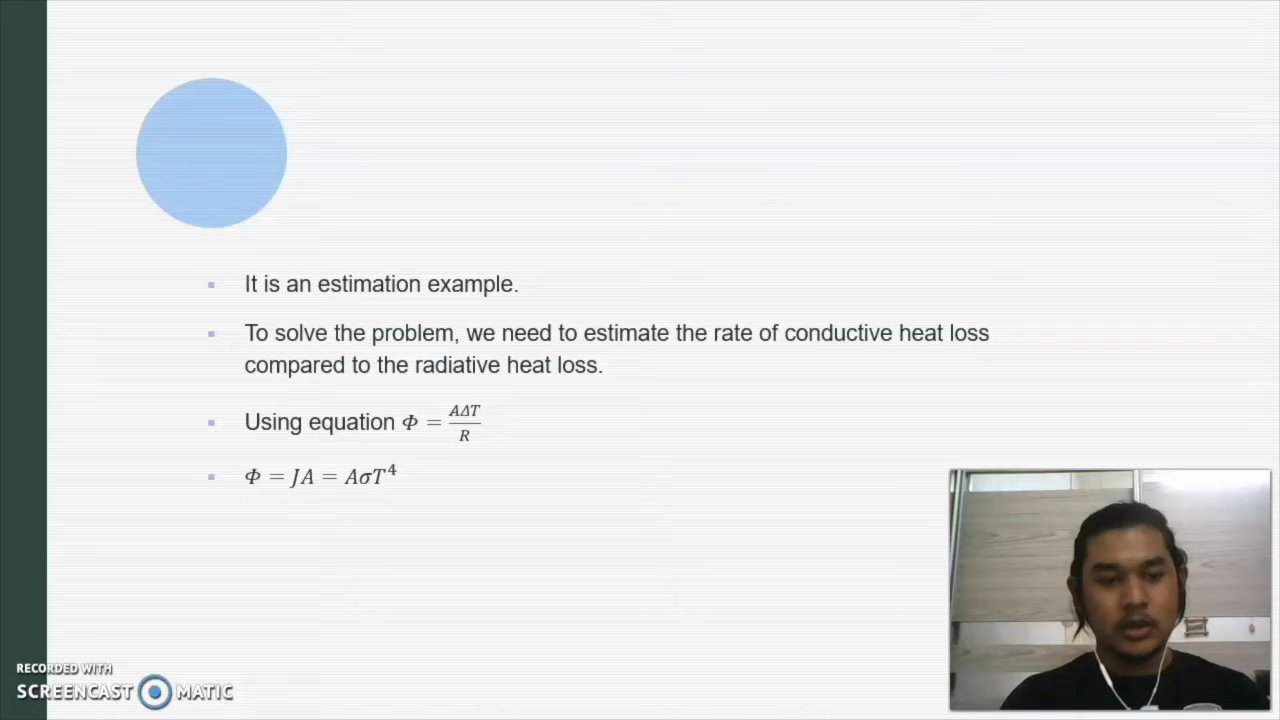 It is an estimation example.
To solve the problem, we need to estimate the rate of conductive heat loss
compared to the radiative heat loss.
Using equation Φ = AΔT/R
Φ = JA = AσT⁴
RECORDED WITH
SCREENCAST MATIC